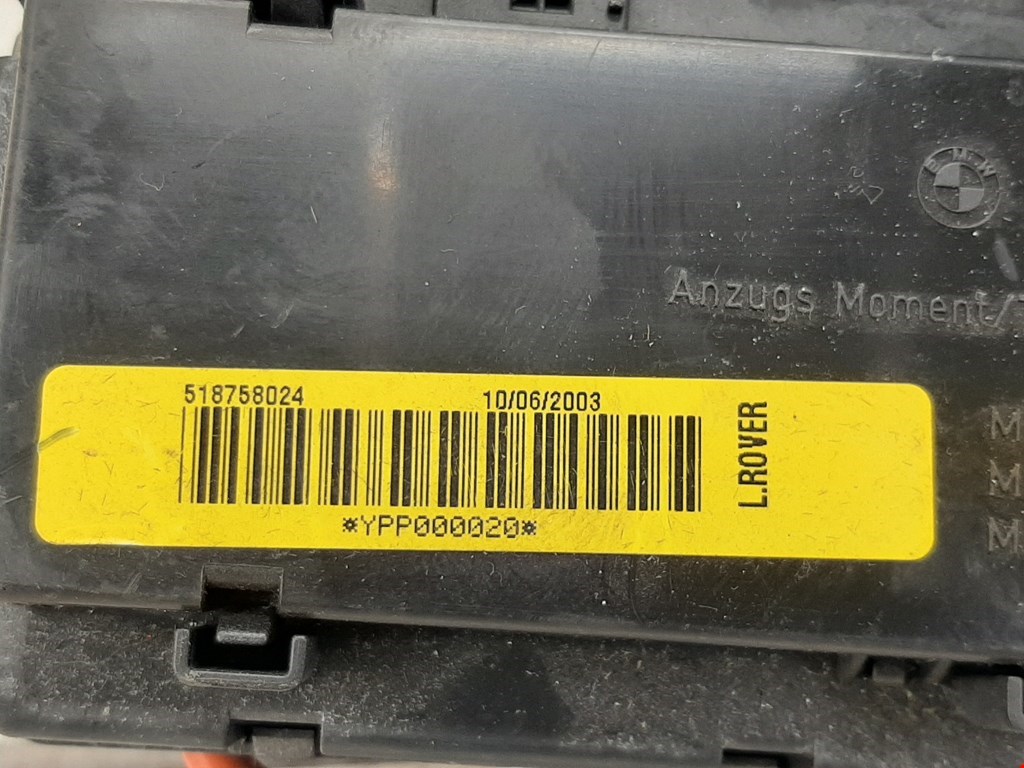 BMW
Anzugs Moment/
518758024
10/06/2003
L.ROVER
*YPP000020*
M
M
M